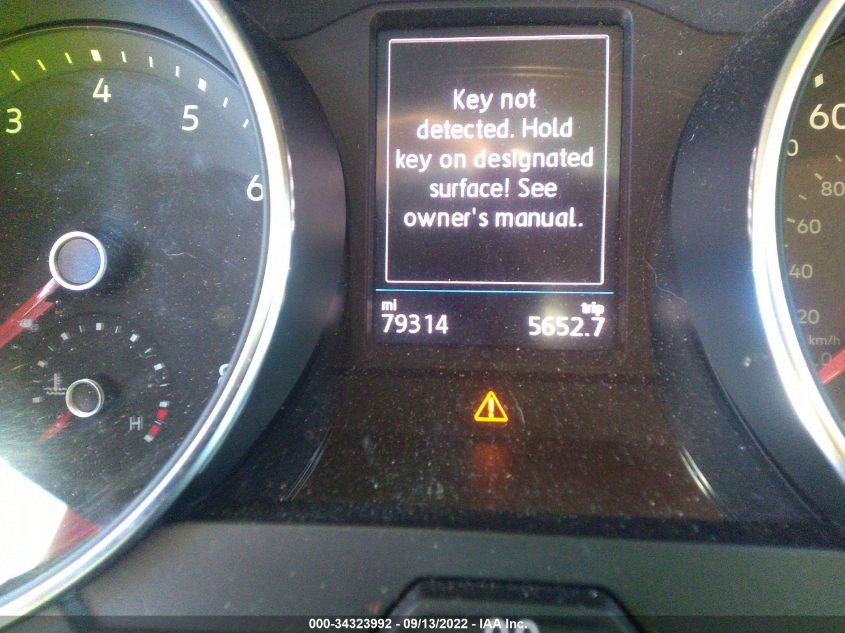 Key not
detected. Hold
key on designated
surface! See
owner's manual.
mi
trip
79314
5652.7
3
4
5
6
H
60
80
60
40
20
km/h
0
000-34323992 - 09/13/2022 - IAA Inc.